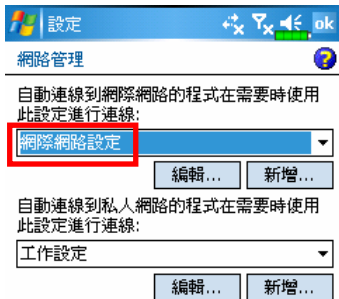 設定 ok
網路管理
自動連線到網際網路的程式在需要時使用
此設定進行連線:
網際網路設定
編輯... 新增...
自動連線到私人網路的程式在需要時使用
此設定進行連線:
工作設定
編輯... 新增...